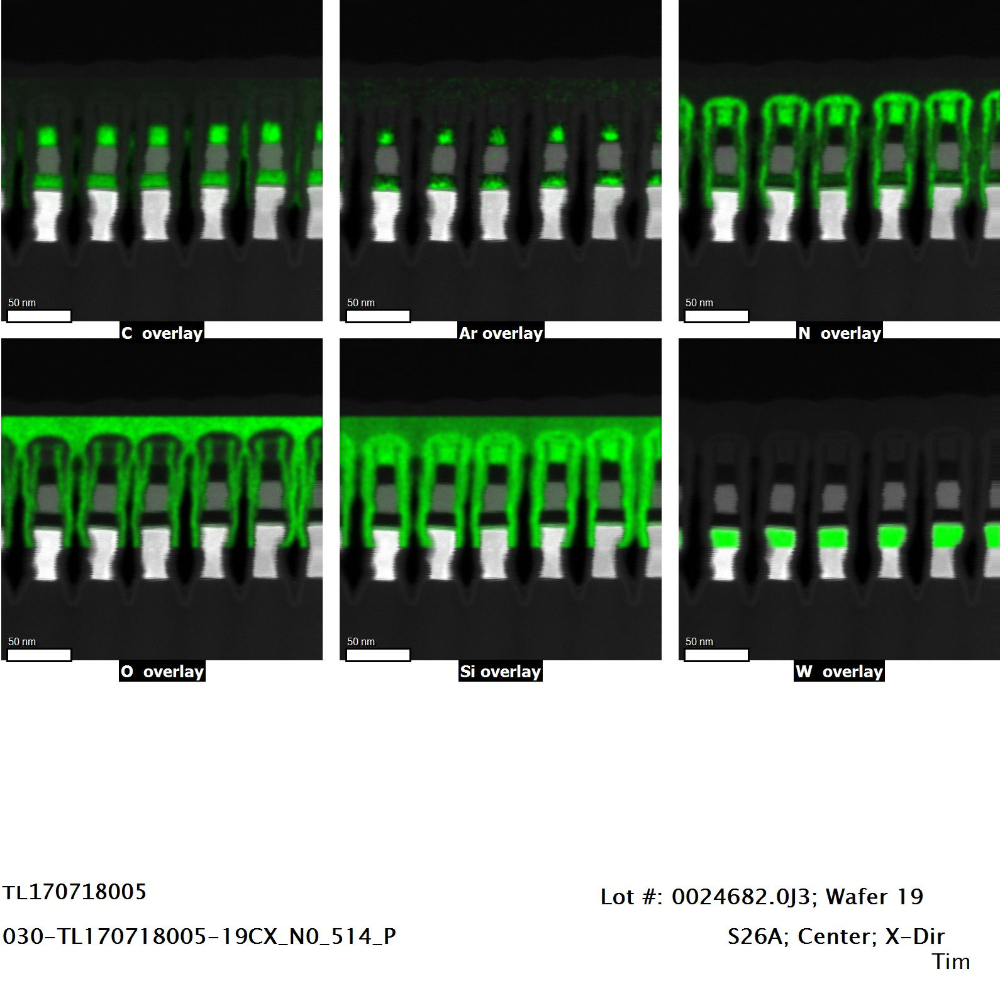 50 nm 50 nm 50 nm
C overlay Ar overlay N overlay
50 nm 50 nm 50 nm
O overlay Si overlay W overlay
TL170718005
Lot #: 0024682.0J3; Wafer 19
030-TL170718005-19CX_N0_514_P
S26A; Center; X-Dir
Tim